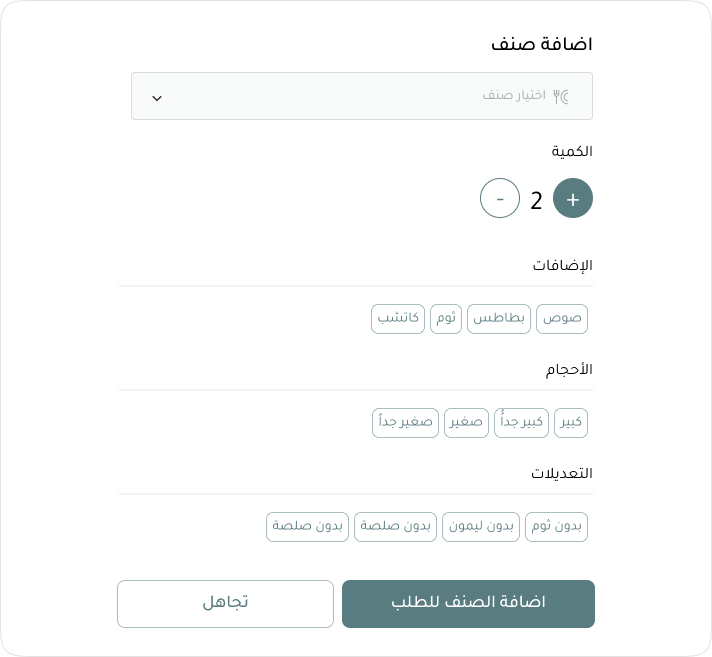 اضافة صنف
اختيار صنف
الكمية
+ 2 -
الإضافات
صوص بطاطس ثوم كاتشب
الأحجام
كبير كبير جداً صغير صغير جداً
التعديلات
بدون ثوم بدون ليمون بدون صلصة بدون صلصة
اضافة الصنف للطلب تجاهل